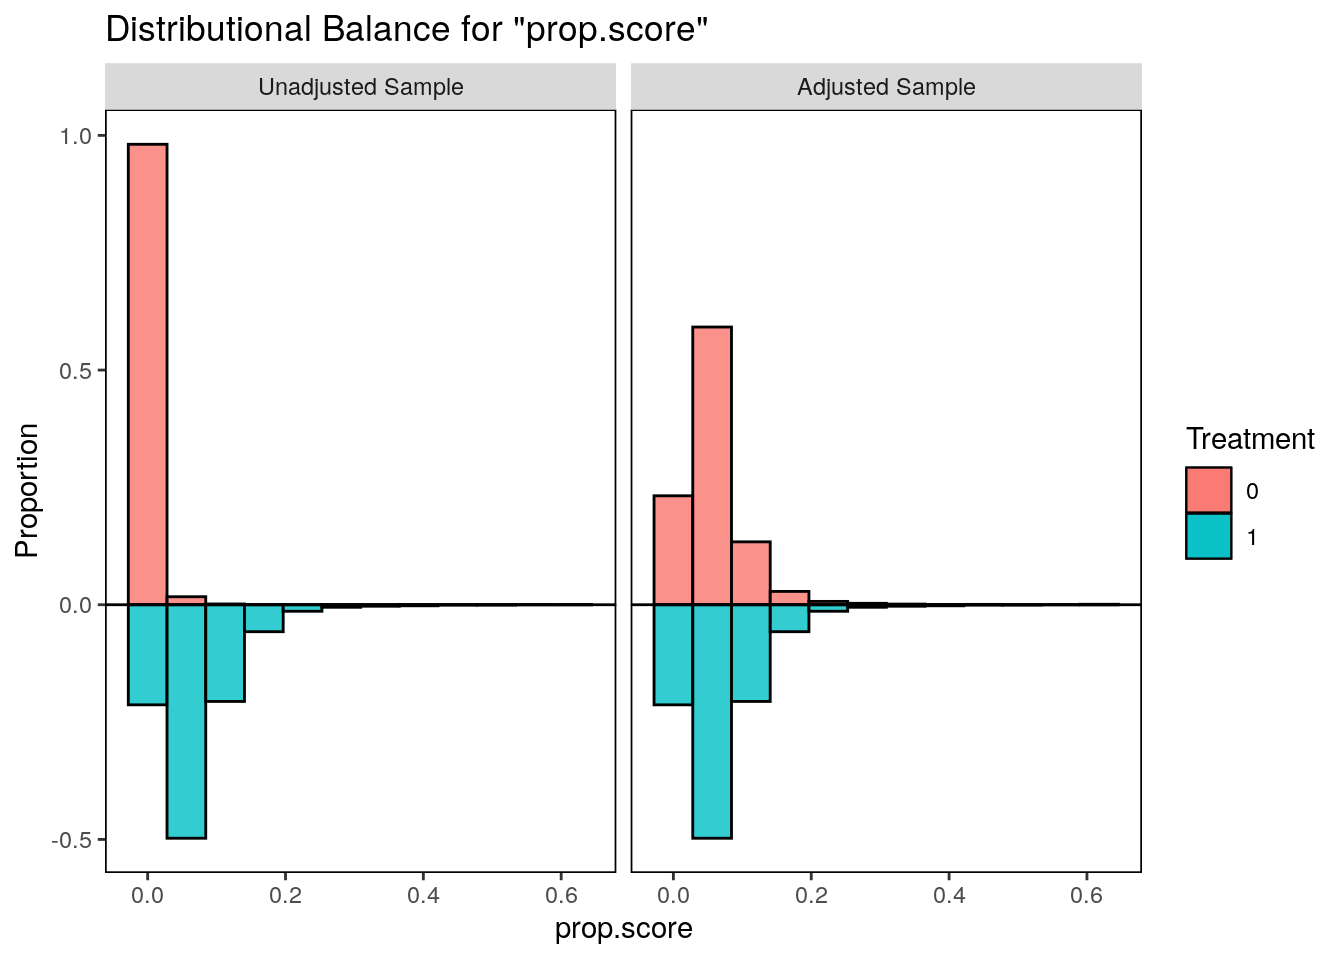 Distributional Balance for "prop.score"
Unadjusted Sample
Adjusted Sample
1.0
0.5
0.0
-0.5
Proportion
0.0 0.2 0.4 0.6
0.0 0.2 0.4 0.6
prop.score
Treatment
0
1